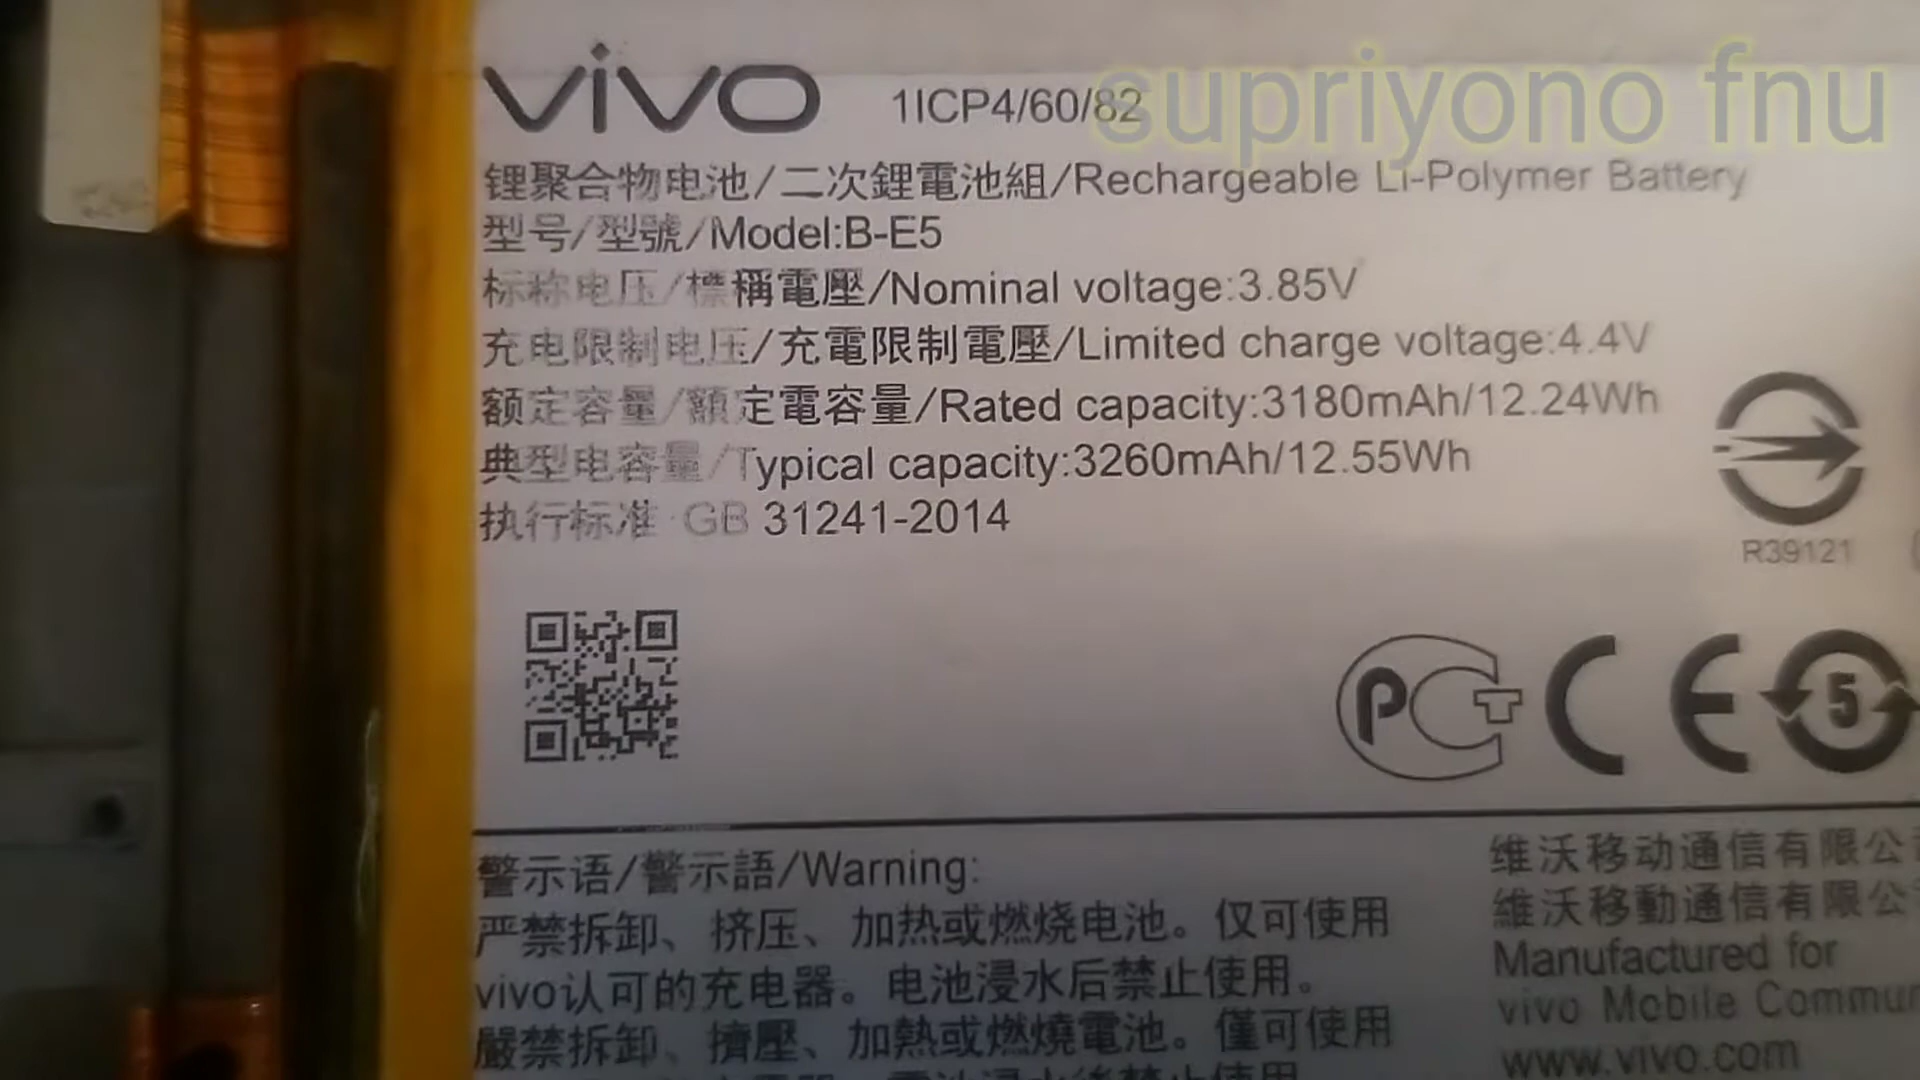 vivo 1ICP4/60/82
supriyono fnu
锂聚合物电池/二次鋰電池組/Rechargeable Li-Polymer Battery
型号/型號/Model:B-E5
标称电压/標稱電壓/Nominal voltage:3.85V
充电限制电压/充電限制電壓/Limited charge voltage:4.4V
额定容量/額定電容量/Rated capacity:3180mAh/12.24Wh
典型电容量/Typical capacity:3260mAh/12.55Wh
执行标准 GB 31241-2014
R39121
PCT CE 5
警示语/警示語/Warning:
严禁拆卸、挤压、加热或燃烧电池。仅可使用
vivo认可的充电器。电池浸水后禁止使用。
嚴禁拆卸、擠壓、加熱或燃燒電池。僅可使用
维沃移动通信有限公
維沃移動通信有限公
Manufactured for
vivo Mobile Commun
www.vivo.com